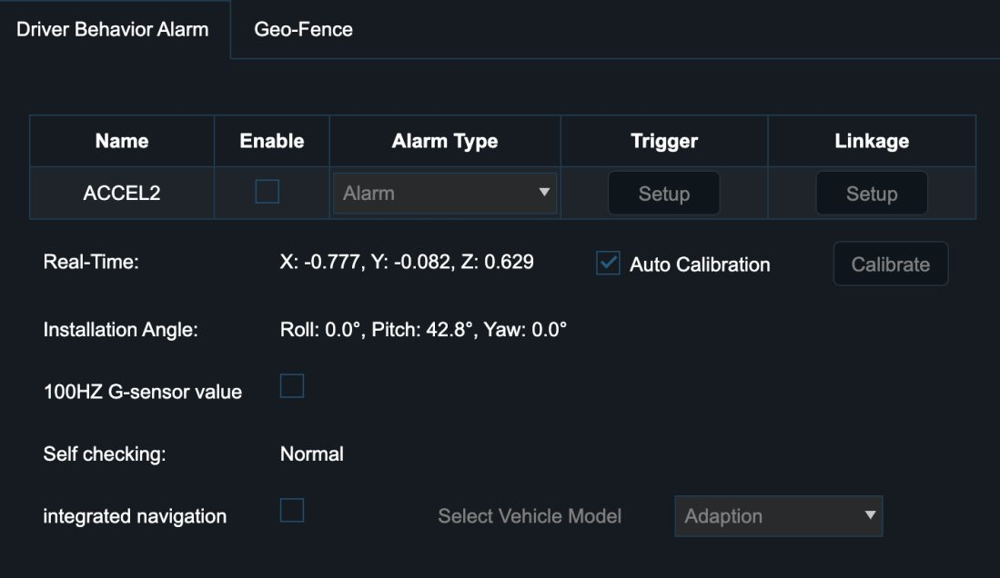 Driver Behavior Alarm Geo-Fence
Name Enable Alarm Type Trigger Linkage
ACCEL2 Alarm Setup Setup
Real-Time: X: -0.777, Y: -0.082, Z: 0.629 Auto Calibration Calibrate
Installation Angle: Roll: 0.0°, Pitch: 42.8°, Yaw: 0.0°
100HZ G-sensor value
Self checking: Normal
integrated navigation Select Vehicle Model Adaption